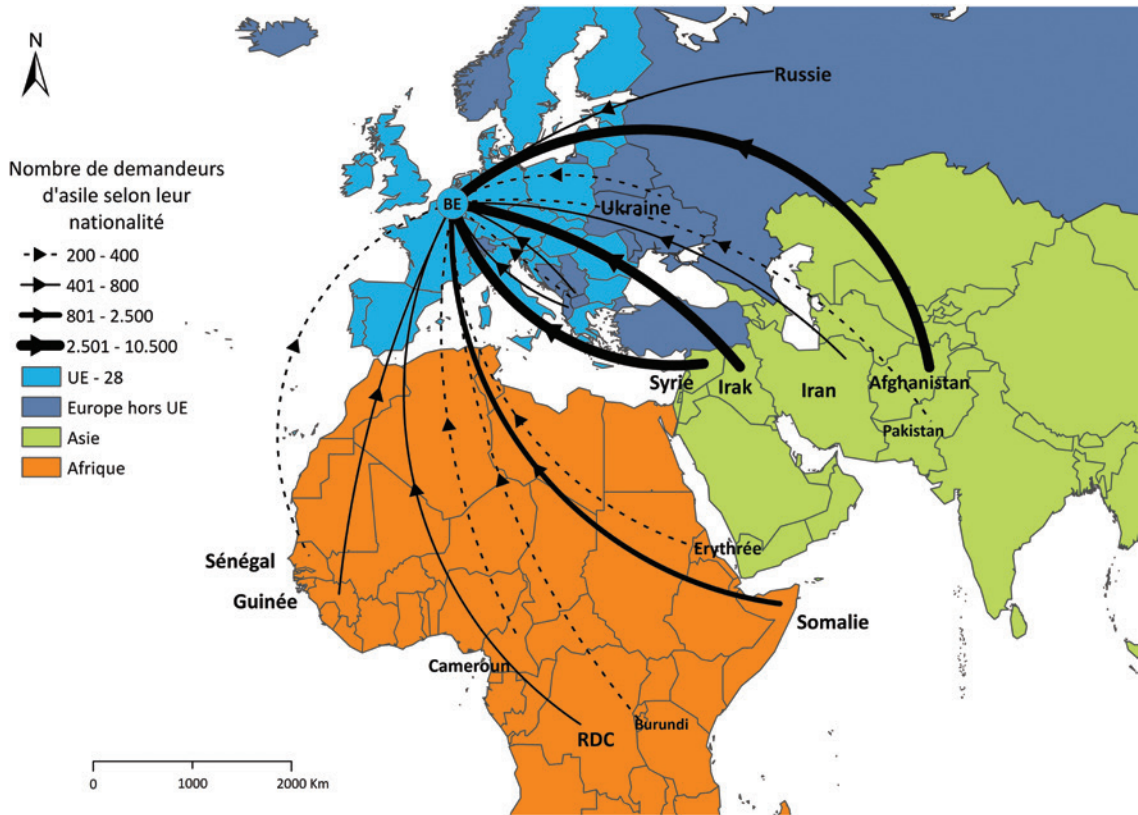 N
Nombre de demandeurs
d'asile selon leur
nationalité
200 - 400
401 - 800
801 - 2.500
2.501 - 10.500
UE - 28
Europe hors UE
Asie
Afrique
Russie
BE
Ukraine
Syrie
Irak
Iran
Afghanistan
Pakistan
Erythrée
Sénégal
Guinée
Somalie
Cameroun
Burundi
RDC
0 1000 2000 Km